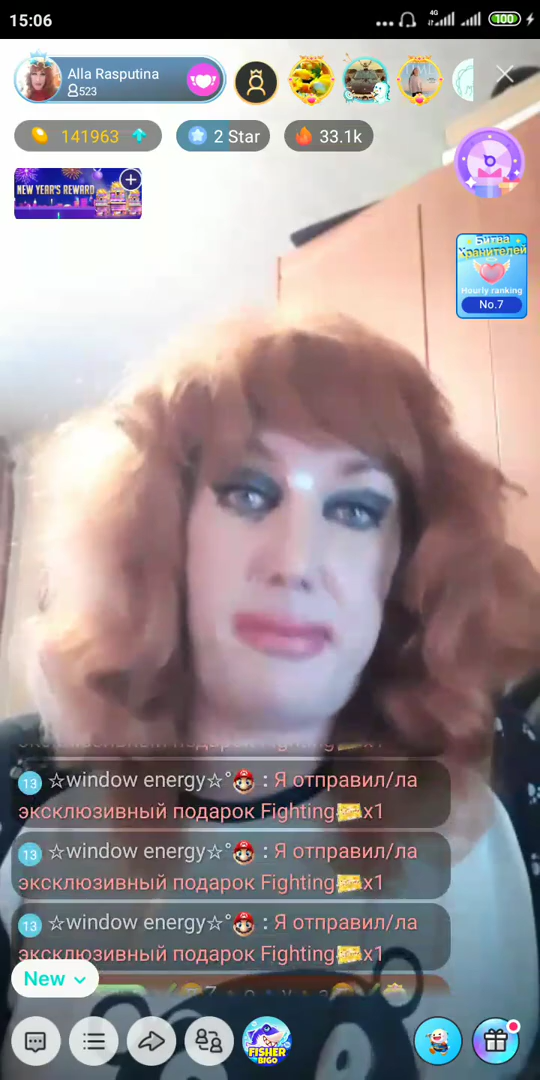 15:06
4G
100
Alla Rasputina
523
141963
2 Star
33.1k
NEW YEAR'S REWARD
Битва
Хранителей
Hourly ranking
No.7
13 ☆window energy☆° : Я отправил/ла
эксклюзивный подарок Fighting x1
13 ☆window energy☆° : Я отправил/ла
эксклюзивный подарок Fighting x1
13 ☆window energy☆° : Я отправил/ла
эксклюзивный подарок Fighting x1
New
FISHER
BIGO